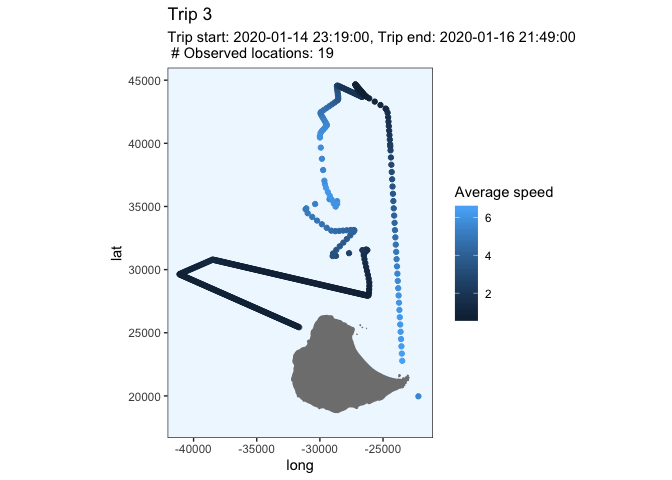 Trip 3
Trip start: 2020-01-14 23:19:00, Trip end: 2020-01-16 21:49:00
# Observed locations: 19
45000
40000
35000
30000
25000
20000
lat
-40000
-35000
-30000
-25000
long
Average speed
6
4
2